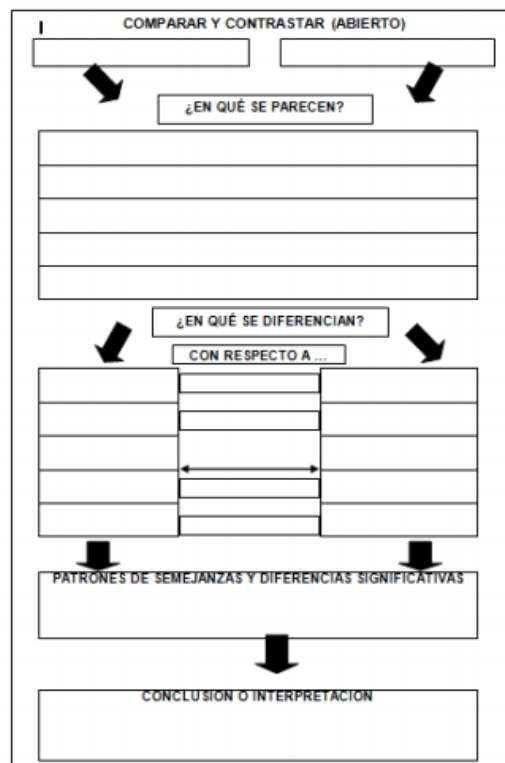 COMPARAR Y CONTRASTAR (ABIERTO)
¿EN QUÉ SE PARECEN?
¿EN QUÉ SE DIFERENCIAN?
CON RESPECTO A ...
PATRONES DE SEMEJANZAS Y DIFERENCIAS SIGNIFICATIVAS
CONCLUSION O INTERPRETACION